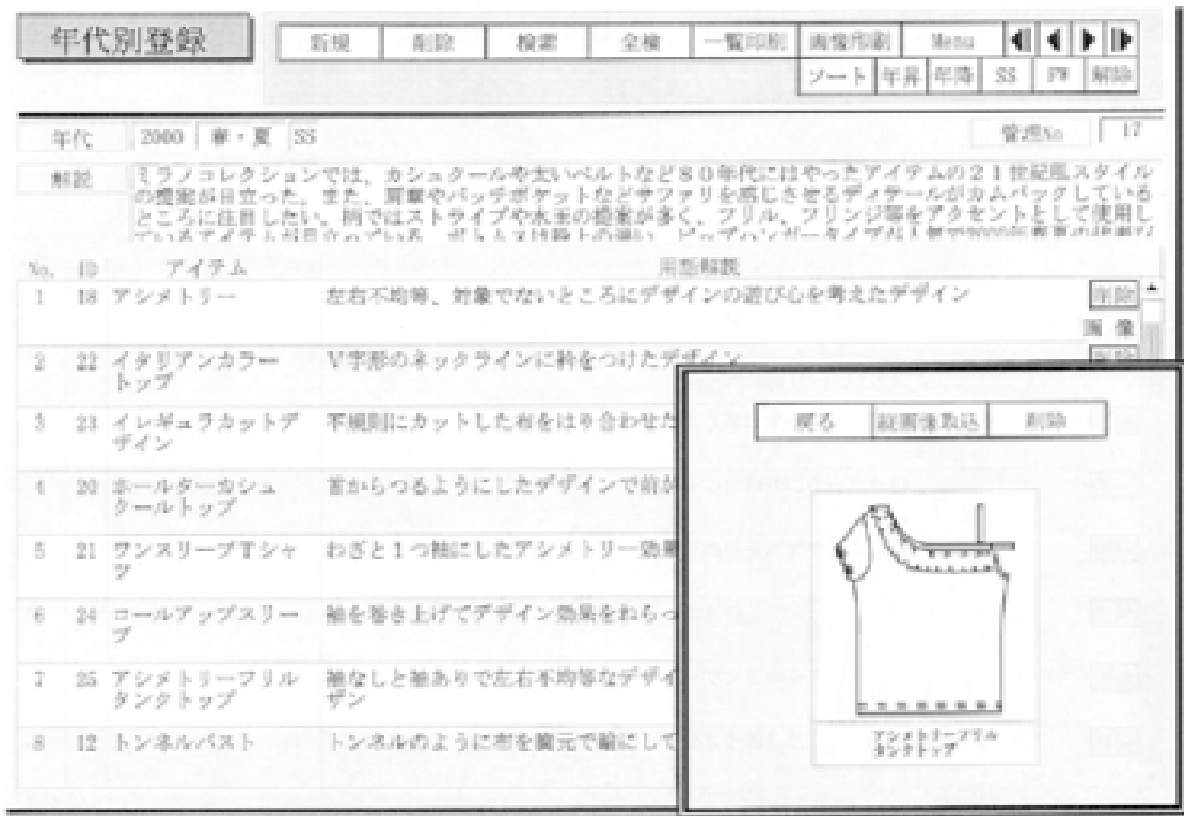 年代別登録
新規 削除 検索 全検 一覧印刷 画像印刷 Menu
ソート 年昇 年降 SS FW 解除
年代 2000 春・夏 SS 管理No 17
解説 ミラノコレクションでは、カシュクールや太いベルトなど80年代にはやったアイテムの21世紀風スタイル
の提案が目立った。また、肩章やパッチポケットなどサファリを感じさせるディテールがカムバックしている
ところに注目したい。柄ではストライプや水玉の提案が多く、フリル、フリンジ等をアクセントとして使用し
ているアイテムが目立っている。
No. ID アイテム 用語解説
1 18 アシメトリー 左右不均等、対象でないところにデザインの遊び心を考えたデザイン 削除
画像
2 22 イタリアンカラー V字形のネックラインに衿をつけたデザイン 削除
トップ
3 23 イレギュラカットデ 不規則にカットした布をはり合わせた
ザイン
4 20 ホールターカシュ 首からつるようにしたデザインで前が
クールトップ
5 21 ワンスリーブTシャ わざと1つ袖にしたアシメトリー効果
ツ
6 24 ロールアップスリー 袖を巻き上げてデザイン効果をねらっ
ブ
7 25 アシメトリーフリル 袖なしと袖ありで左右不均等なデザイ
タンクトップ ザン
8 12 トンネルバスト トンネルのように布を胸元で輪にして
戻る 縦画像取込 削除
アシメトリーフリル
タンクトップ